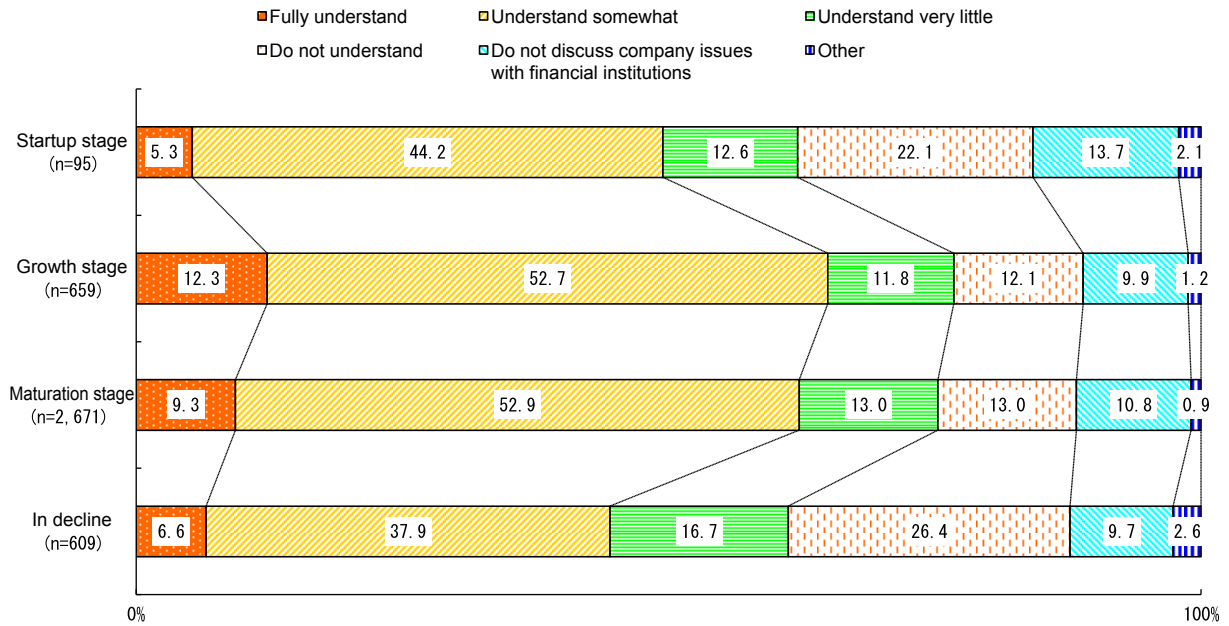 Fully understand
Understand somewhat
Understand very little
Do not understand
Do not discuss company issues
with financial institutions
Other
Startup stage
(n=95)
5.3 44.2 12.6 22.1 13.7 2.1
Growth stage
(n=659)
12.3 52.7 11.8 12.1 9.9 1.2
Maturation stage
(n=2,671)
9.3 52.9 13.0 13.0 10.8 0.9
In decline
(n=609)
6.6 37.9 16.7 26.4 9.7 2.6
0% 100%